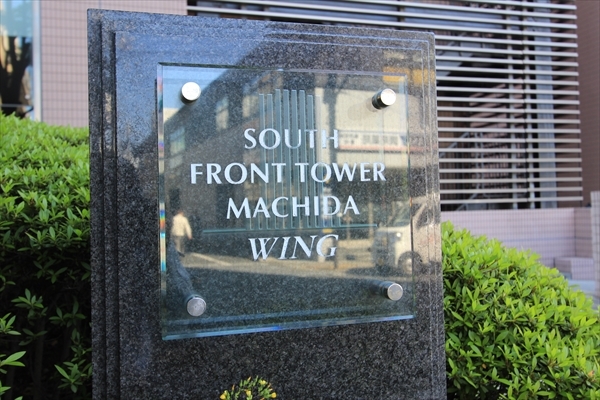 SOUTH
FRONT TOWER
MACHIDA
WING